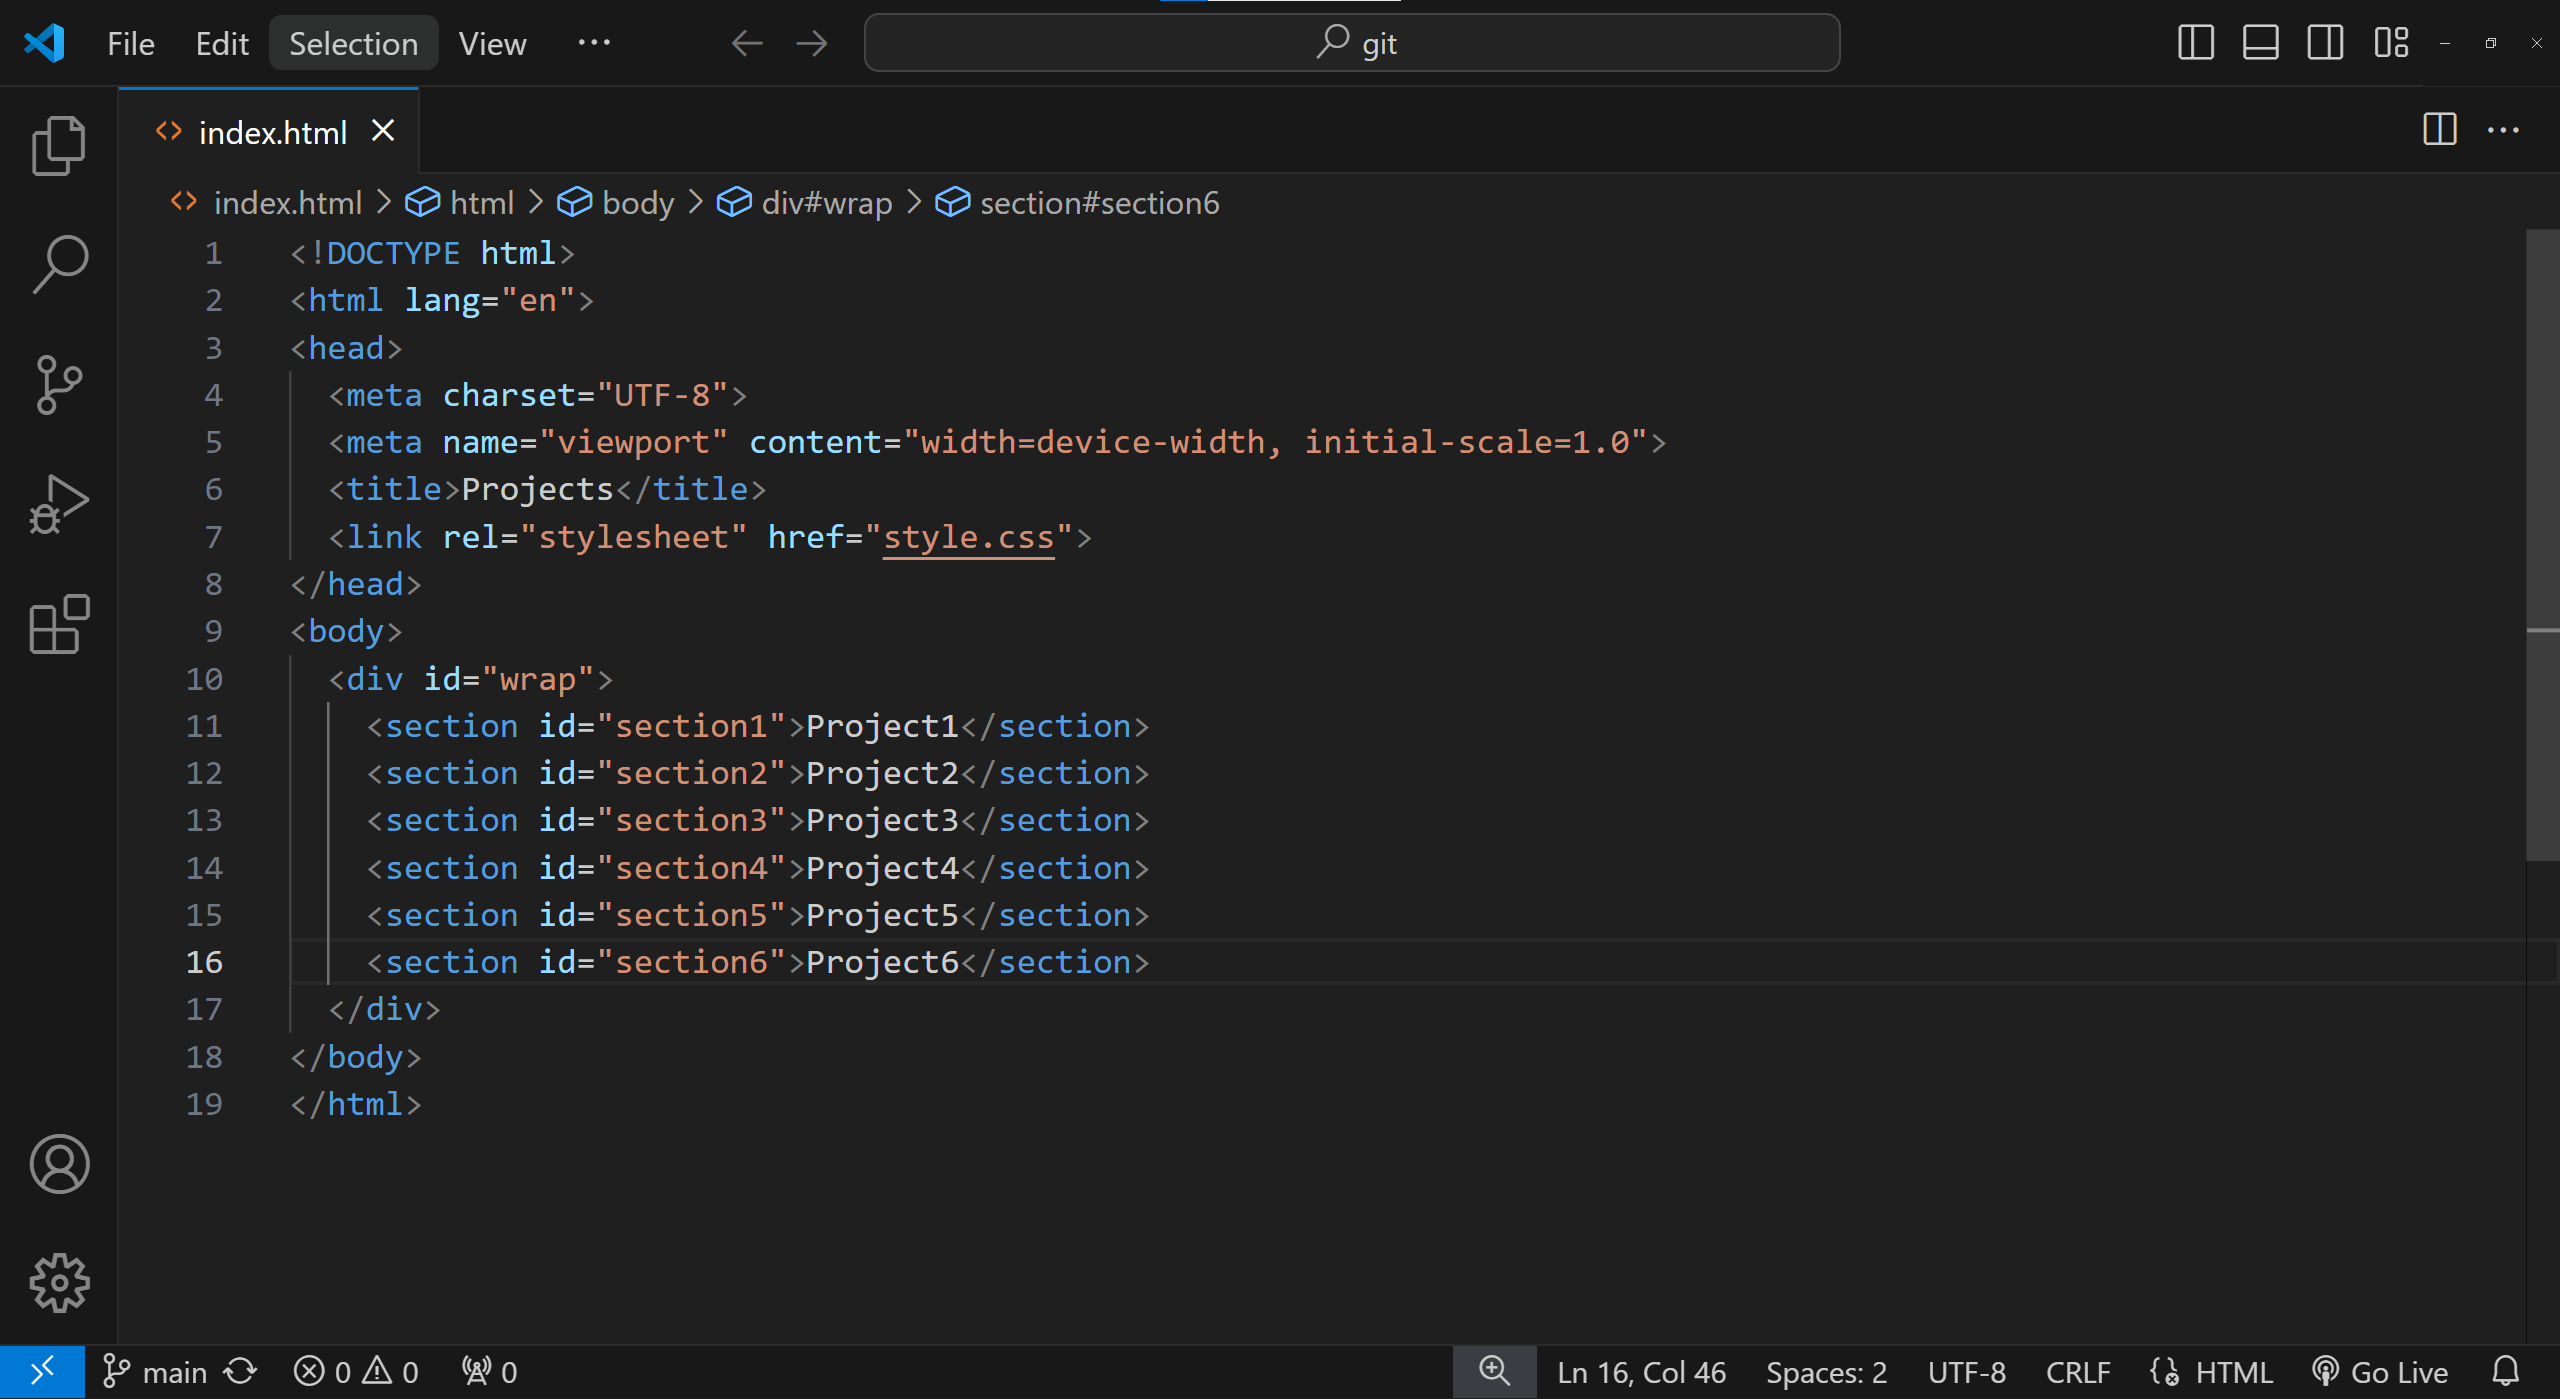 File Edit Selection View ··· git
index.html
index.html > html > body > div#wrap > section#section6
1 <!DOCTYPE html>
2 <html lang="en">
3 <head>
4   <meta charset="UTF-8">
5   <meta name="viewport" content="width=device-width, initial-scale=1.0">
6   <title>Projects</title>
7   <link rel="stylesheet" href="style.css">
8 </head>
9 <body>
10   <div id="wrap">
11     <section id="section1">Project1</section>
12     <section id="section2">Project2</section>
13     <section id="section3">Project3</section>
14     <section id="section4">Project4</section>
15     <section id="section5">Project5</section>
16     <section id="section6">Project6</section>
17   </div>
18 </body>
19 </html>
main 0 0 0 Ln 16, Col 46 Spaces: 2 UTF-8 CRLF HTML Go Live